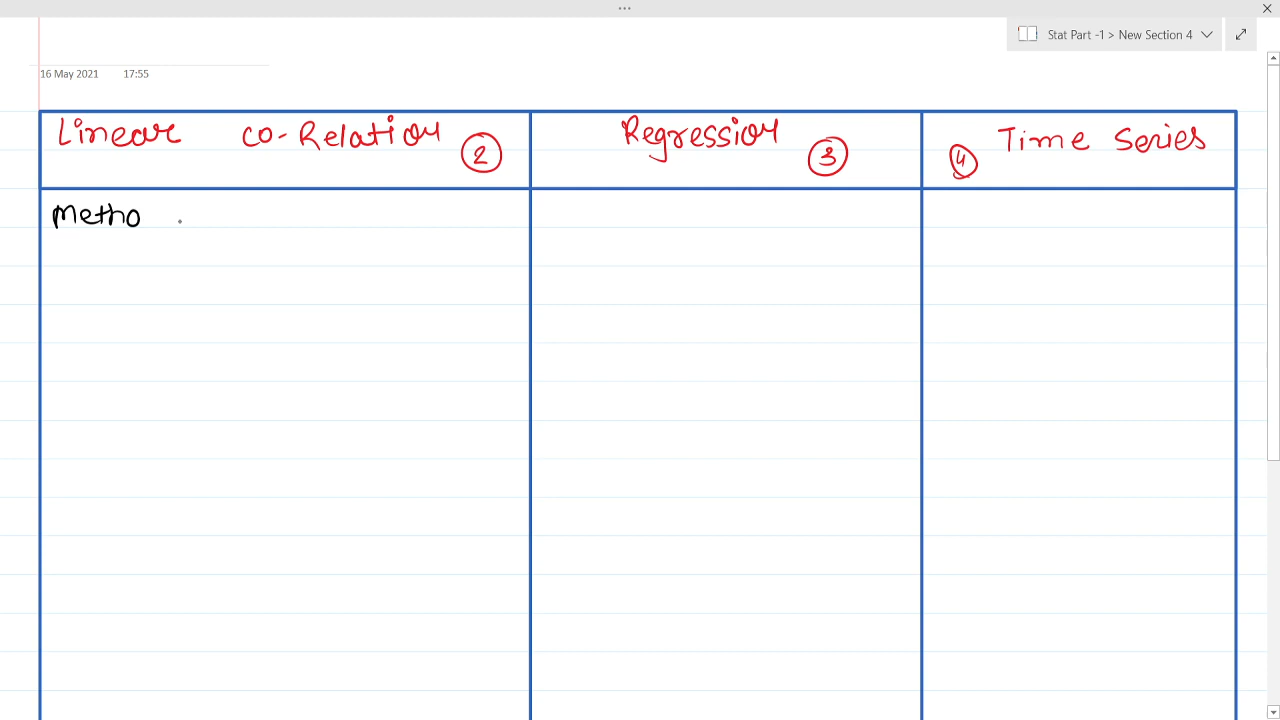 ...
Stat Part -1 > New Section 4
16 May 2021 17:55
Linear co-Relation 2
Regression 3
4 Time Series
Metho